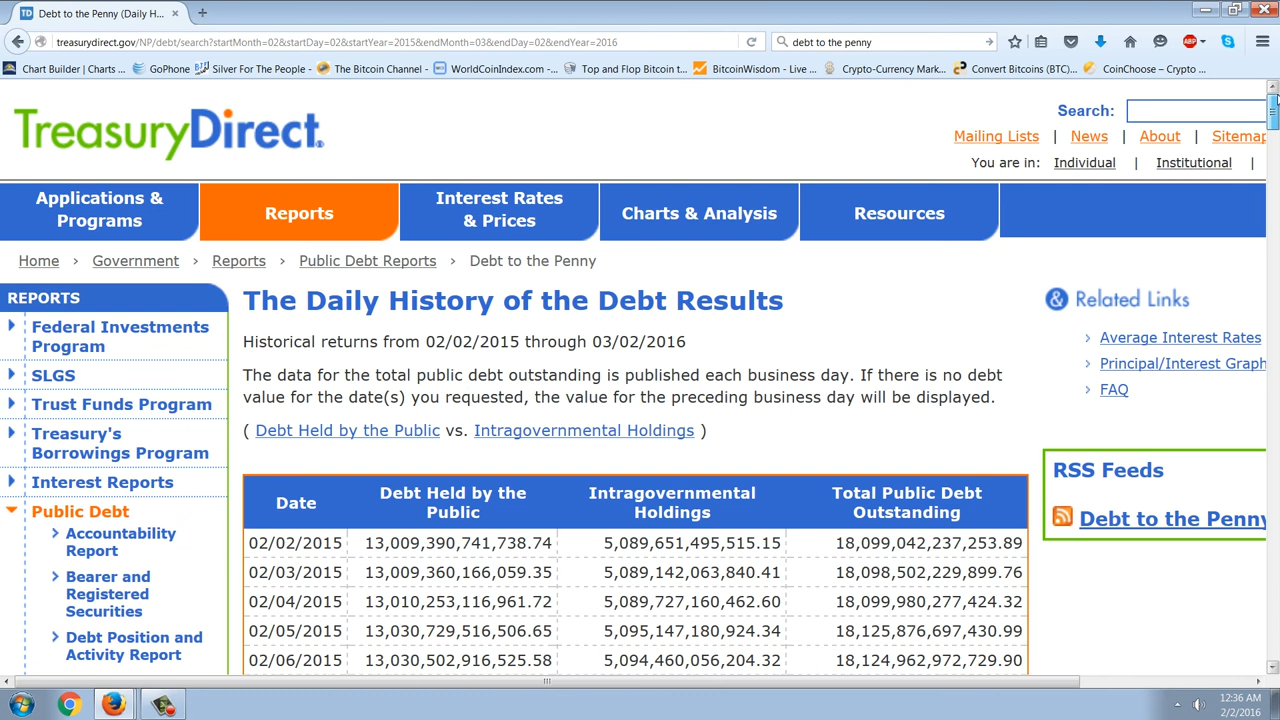 Debt to the Penny (Daily H...
treasurydirect.gov/NP/debt/search?startMonth=02&startDay=02&startYear=2015&endMonth=03&endDay=02&endYear=2016
debt to the penny
ABP
Chart Builder | Charts ...
GoPhone
Silver For The People - ...
The Bitcoin Channel - ...
WorldCoinIndex.com -...
Top and Flop Bitcoin t...
BitcoinWisdom - Live ...
Crypto-Currency Mark...
Convert Bitcoins (BTC)...
CoinChoose – Crypto ...
TreasuryDirect®
Search:
Mailing Lists | News | About | Sitemap
You are in: Individual | Institutional |
Applications & Programs
Reports
Interest Rates & Prices
Charts & Analysis
Resources
Home › Government › Reports › Public Debt Reports › Debt to the Penny
REPORTS
Federal Investments
Program
SLGS
Trust Funds Program
Treasury's
Borrowings Program
Interest Reports
Public Debt
Accountability
Report
Bearer and
Registered
Securities
Debt Position and
Activity Report
The Daily History of the Debt Results
Historical returns from 02/02/2015 through 03/02/2016
The data for the total public debt outstanding is published each business day. If there is no debt
value for the date(s) you requested, the value for the preceding business day will be displayed.
( Debt Held by the Public vs. Intragovernmental Holdings )
Date | Debt Held by the Public | Intragovernmental Holdings | Total Public Debt Outstanding
02/02/2015 13,009,390,741,738.74 5,089,651,495,515.15 18,099,042,237,253.89
02/03/2015 13,009,360,166,059.35 5,089,142,063,840.41 18,098,502,229,899.76
02/04/2015 13,010,253,116,961.72 5,089,727,160,462.60 18,099,980,277,424.32
02/05/2015 13,030,729,516,506.65 5,095,147,180,924.34 18,125,876,697,430.99
02/06/2015 13,030,502,916,525.58 5,094,460,056,204.32 18,124,962,972,729.90
& Related Links
Average Interest Rates
Principal/Interest Graph
FAQ
RSS Feeds
Debt to the Penny
12:36 AM
2/2/2016